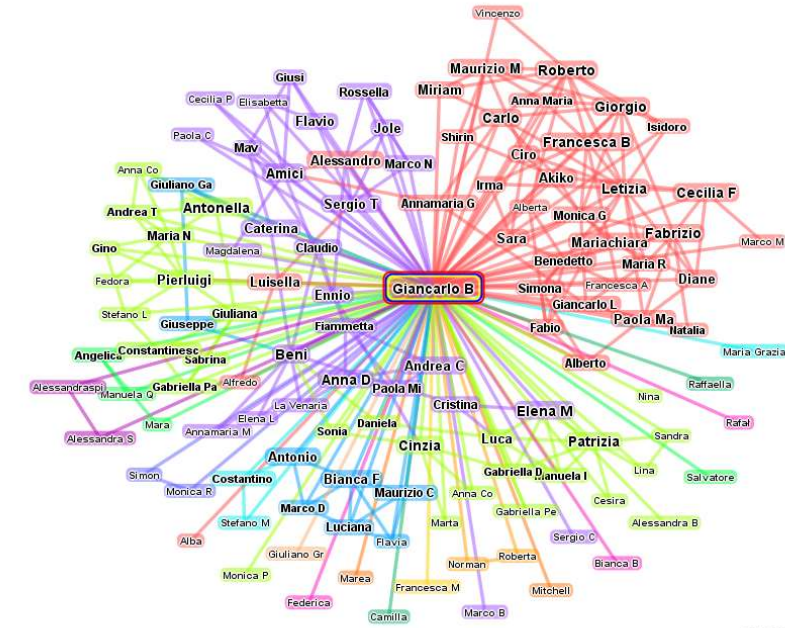 Vincenzo
Maurizio M
Roberto
Giusi
Miriam
Rossella
Cecilia P
Elisabetta
Anna Maria
Giorgio
Flavio
Carlo
Isidoro
Jole
Paola C
Shirin
Francesca B
Mav
Alessandro
Marco N
Ciro
Anna Co
Amici
Akiko
Giuliano Ga
Irma
Letizia
Cecilia F
Sergio T
Annamaria G
Antonella
Alberta
Andrea T
Monica G
Caterina
Maria N
Fabrizio
Sara
Mariachiara
Marco M
Gino
Magdalena
Claudio
Benedetto
Maria R
Fedora
Pierluigi
Luisella
Diane
Giancarlo B
Simona
Francesca A
Ennio
Giancarlo L
Stefano L
Giuliana
Paola Ma
Giuseppe
Fiammetta
Fabio
Natalia
Angelica
Constantinesc
Sabrina
Beni
Maria Grazia
Andrea C
Alberto
Alessandraspi
Manuela Q
Gabriella Pa
Alfredo
Anna D
Paola Mi
Raffaella
Nina
La Venaria
Cristina
Elena M
Mara
Elena L
Rafał
Alessandra S
Annamaria M
Sonia
Daniela
Cinzia
Luca
Patrizia
Sandra
Antonio
Simon
Costantino
Bianca F
Gabriella D
Manuela I
Lina
Salvatore
Monica R
Maurizio C
Anna Co
Cesira
Marco D
Gabriella Pe
Stefano M
Luciana
Marta
Alessandra B
Alba
Flavia
Sergio C
Giuliano Gr
Norman
Roberta
Bianca B
Monica P
Marea
Francesca M
Mitchell
Federica
Camilla
Marco B